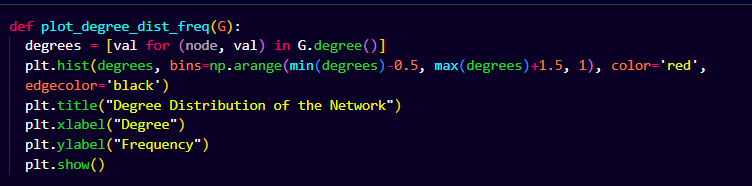 def plot_degree_dist_freq(G):
degrees = [val for (node, val) in G.degree()]
plt.hist(degrees, bins=np.arange(min(degrees)-0.5, max(degrees)+1.5, 1), color='red',
edgecolor='black')
plt.title("Degree Distribution of the Network")
plt.xlabel("Degree")
plt.ylabel("Frequency")
plt.show()